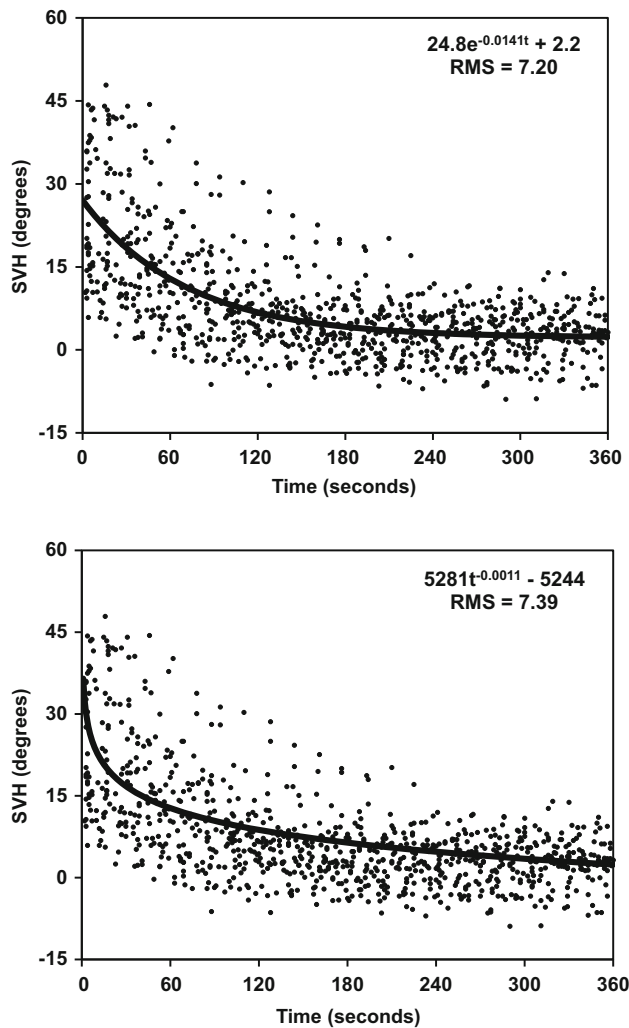 60
45
30
15
0
-15
SVH (degrees)
24.8e^-0.0141t + 2.2
RMS = 7.20
0 60 120 180 240 300 360
Time (seconds)
60
45
30
15
0
-15
SVH (degrees)
5281t^-0.0011 - 5244
RMS = 7.39
0 60 120 180 240 300 360
Time (seconds)